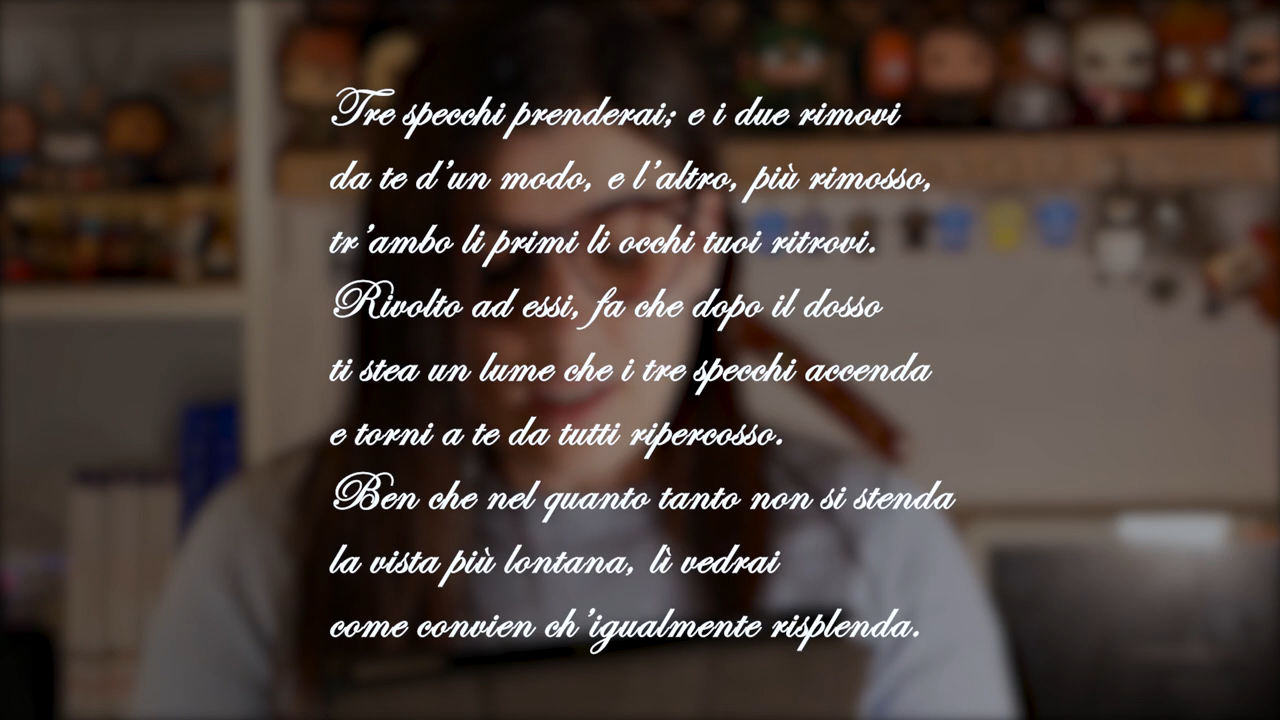 Tre specchi prenderai; e i due rimovi
da te d'un modo, e l'altro, più rimosso,
tr'ambo li primi li occhi tuoi ritrovi.
Rivolto ad essi, fa che dopo il dosso
ti stea un lume che i tre specchi accenda
e torni a te da tutti ripercosso.
Ben che nel quanto tanto non si stenda
la vista più lontana, lì vedrai
come convien ch'igualmente risplenda.